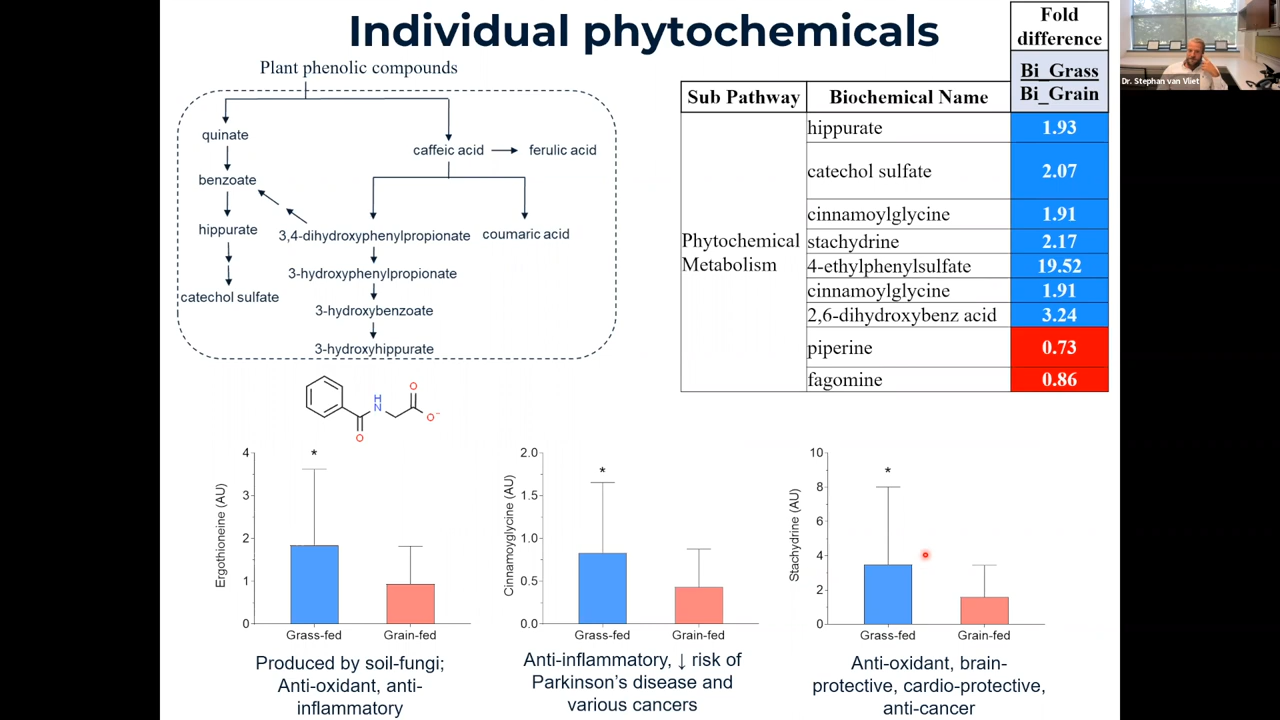 Individual phytochemicals
Plant phenolic compounds
quinate
benzoate
hippurate
catechol sulfate
caffeic acid
ferulic acid
3,4-dihydroxyphenylpropionate
coumaric acid
3-hydroxyphenylpropionate
3-hydroxybenzoate
3-hydroxyhippurate
O
H
N
O
O⁻
Fold
difference
Sub Pathway
Biochemical Name
Bi_Grass
Bi_Grain
Phytochemical
Metabolism
hippurate 1.93
catechol sulfate 2.07
cinnamoylglycine 1.91
stachydrine 2.17
4-ethylphenylsulfate 19.52
cinnamoylglycine 1.91
2,6-dihydroxybenz acid 3.24
piperine 0.73
fagomine 0.86
Dr. Stephan van Vliet
Ergothioneine (AU)
4
3
2
1
0
*
Grass-fed
Grain-fed
Produced by soil-fungi;
Anti-oxidant, anti-
inflammatory
Cinnamoyglycine (AU)
2.0
1.5
1.0
0.5
0.0
*
Grass-fed
Grain-fed
Anti-inflammatory, ↓ risk of
Parkinson's disease and
various cancers
Stachydrine (AU)
10
8
6
4
2
0
*
Grass-fed
Grain-fed
Anti-oxidant, brain-
protective, cardio-protective,
anti-cancer